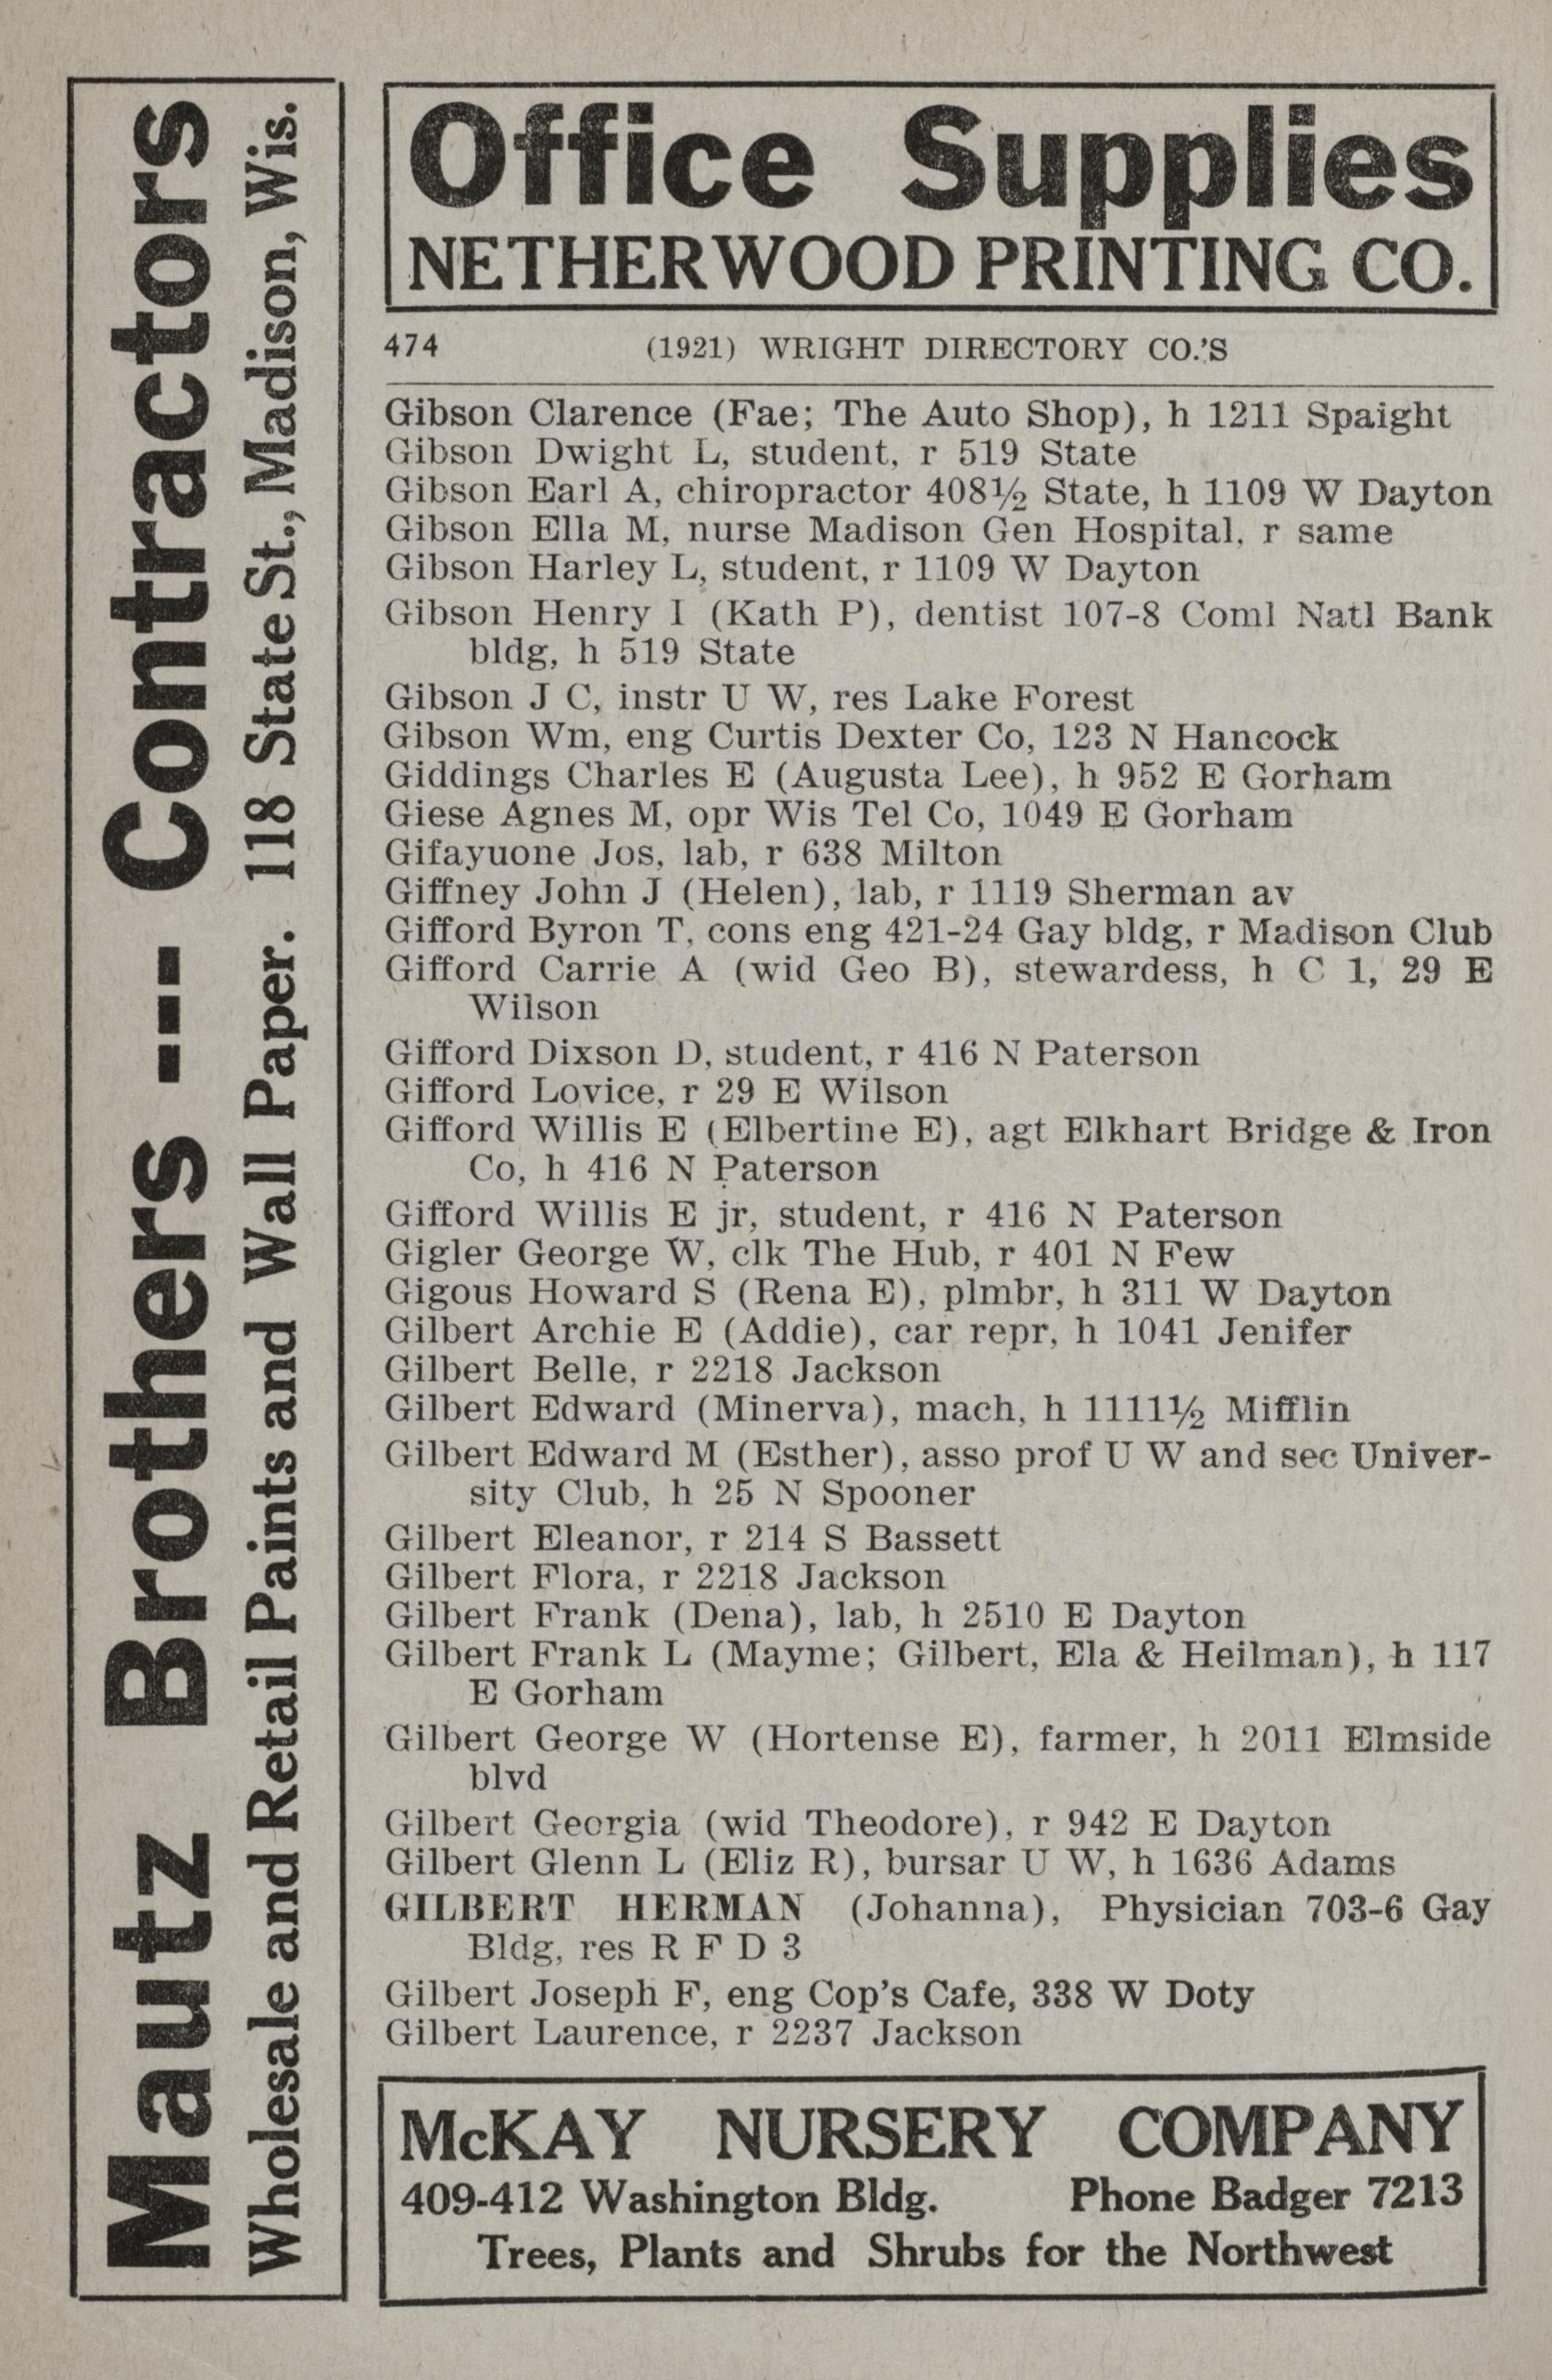 Mautz Brothers --- Contractors
Wholesale and Retail Paints and Wall Paper. 118 State St., Madison, Wis.
Office Supplies
NETHERWOOD PRINTING CO.
474 (1921) WRIGHT DIRECTORY CO.'S
Gibson Clarence (Fae; The Auto Shop), h 1211 Spaight
Gibson Dwight L, student, r 519 State
Gibson Earl A, chiropractor 408½ State, h 1109 W Dayton
Gibson Ella M, nurse Madison Gen Hospital, r same
Gibson Harley L, student, r 1109 W Dayton
Gibson Henry I (Kath P), dentist 107-8 Coml Natl Bank
bldg, h 519 State
Gibson J C, instr U W, res Lake Forest
Gibson Wm, eng Curtis Dexter Co, 123 N Hancock
Giddings Charles E (Augusta Lee), h 952 E Gorham
Giese Agnes M, opr Wis Tel Co, 1049 E Gorham
Gifayuone Jos, lab, r 638 Milton
Giffney John J (Helen), lab, r 1119 Sherman av
Gifford Byron T, cons eng 421-24 Gay bldg, r Madison Club
Gifford Carrie A (wid Geo B), stewardess, h C 1, 29 E
Wilson
Gifford Dixson D, student, r 416 N Paterson
Gifford Lovice, r 29 E Wilson
Gifford Willis E (Elbertine E), agt Elkhart Bridge & Iron
Co, h 416 N Paterson
Gifford Willis E jr, student, r 416 N Paterson
Gigler George W, clk The Hub, r 401 N Few
Gigous Howard S (Rena E), plmbr, h 311 W Dayton
Gilbert Archie E (Addie), car repr, h 1041 Jenifer
Gilbert Belle, r 2218 Jackson
Gilbert Edward (Minerva), mach, h 1111½ Mifflin
Gilbert Edward M (Esther), asso prof U W and sec Univer-
sity Club, h 25 N Spooner
Gilbert Eleanor, r 214 S Bassett
Gilbert Flora, r 2218 Jackson
Gilbert Frank (Dena), lab, h 2510 E Dayton
Gilbert Frank L (Mayme; Gilbert, Ela & Heilman), h 117
E Gorham
Gilbert George W (Hortense E), farmer, h 2011 Elmside
blvd
Gilbert Georgia (wid Theodore), r 942 E Dayton
Gilbert Glenn L (Eliz R), bursar U W, h 1636 Adams
GILBERT HERMAN (Johanna), Physician 703-6 Gay
Bldg, res R F D 3
Gilbert Joseph F, eng Cop's Cafe, 338 W Doty
Gilbert Laurence, r 2237 Jackson
McKAY NURSERY COMPANY
409-412 Washington Bldg. Phone Badger 7213
Trees, Plants and Shrubs for the Northwest